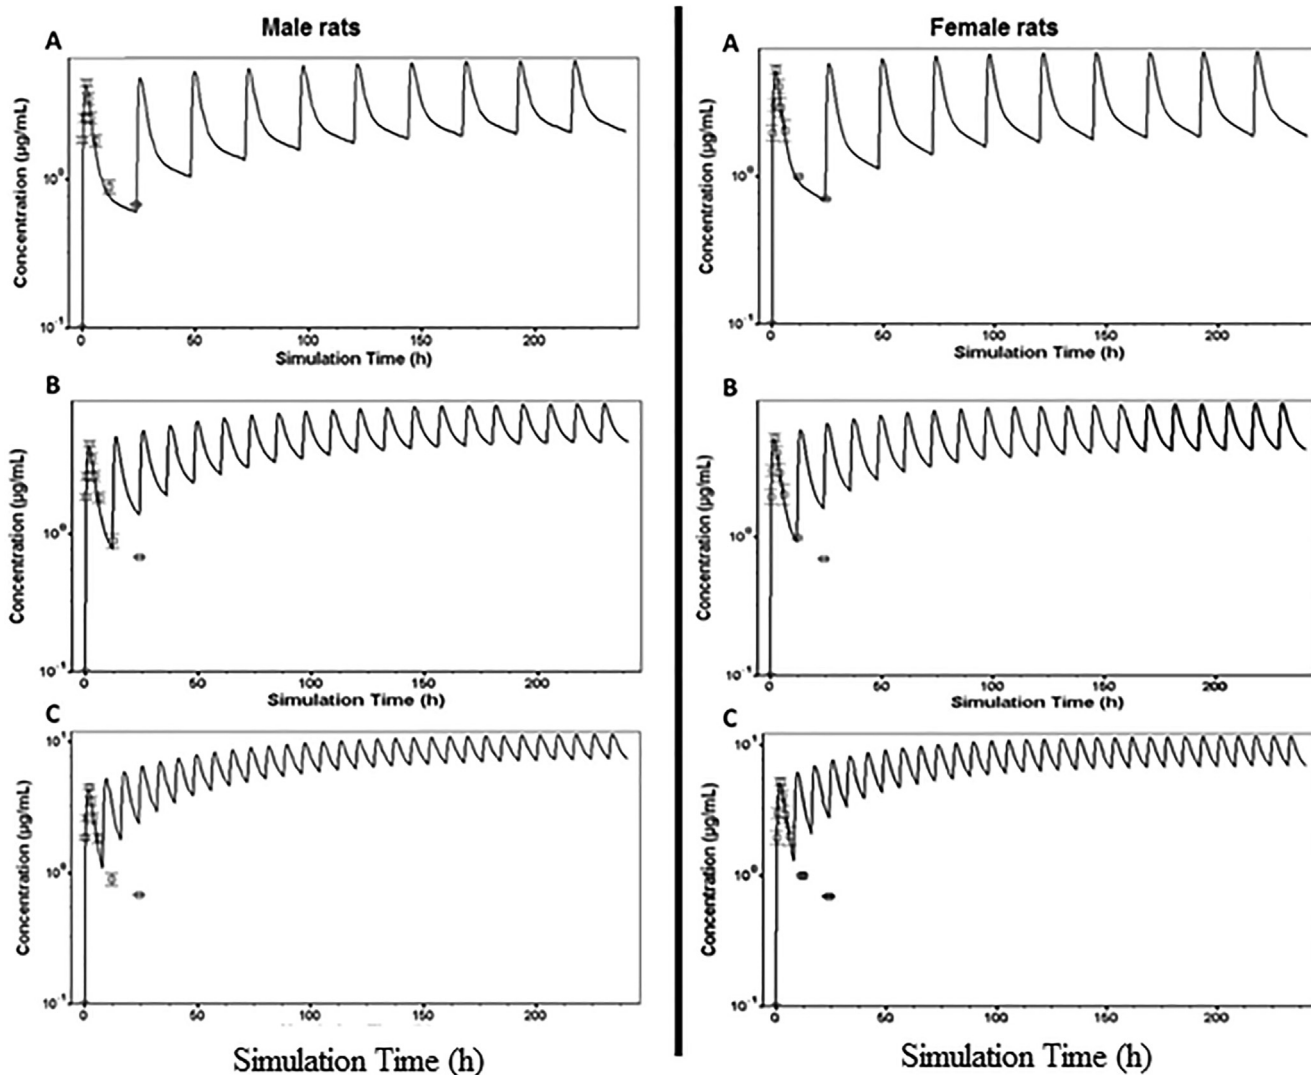 Male rats
A
Concentration (µg/mL)
10⁰
10⁻¹
0 50 100 150 200
Simulation Time (h)
B
Concentration (µg/mL)
10⁰
10⁻¹
0 50 100 150 200
Simulation Time (h)
C
Concentration (µg/mL)
10¹
10⁰
10⁻¹
0 50 100 150 200
Simulation Time (h)
Female rats
A
Concentration (µg/mL)
10⁰
10⁻¹
0 50 100 150 200
Simulation Time (h)
B
Concentration (µg/mL)
10⁰
10⁻¹
0 50 100 150 200
Simulation Time (h)
C
Concentration (µg/mL)
10¹
10⁰
10⁻¹
0 50 100 150 200
Simulation Time (h)